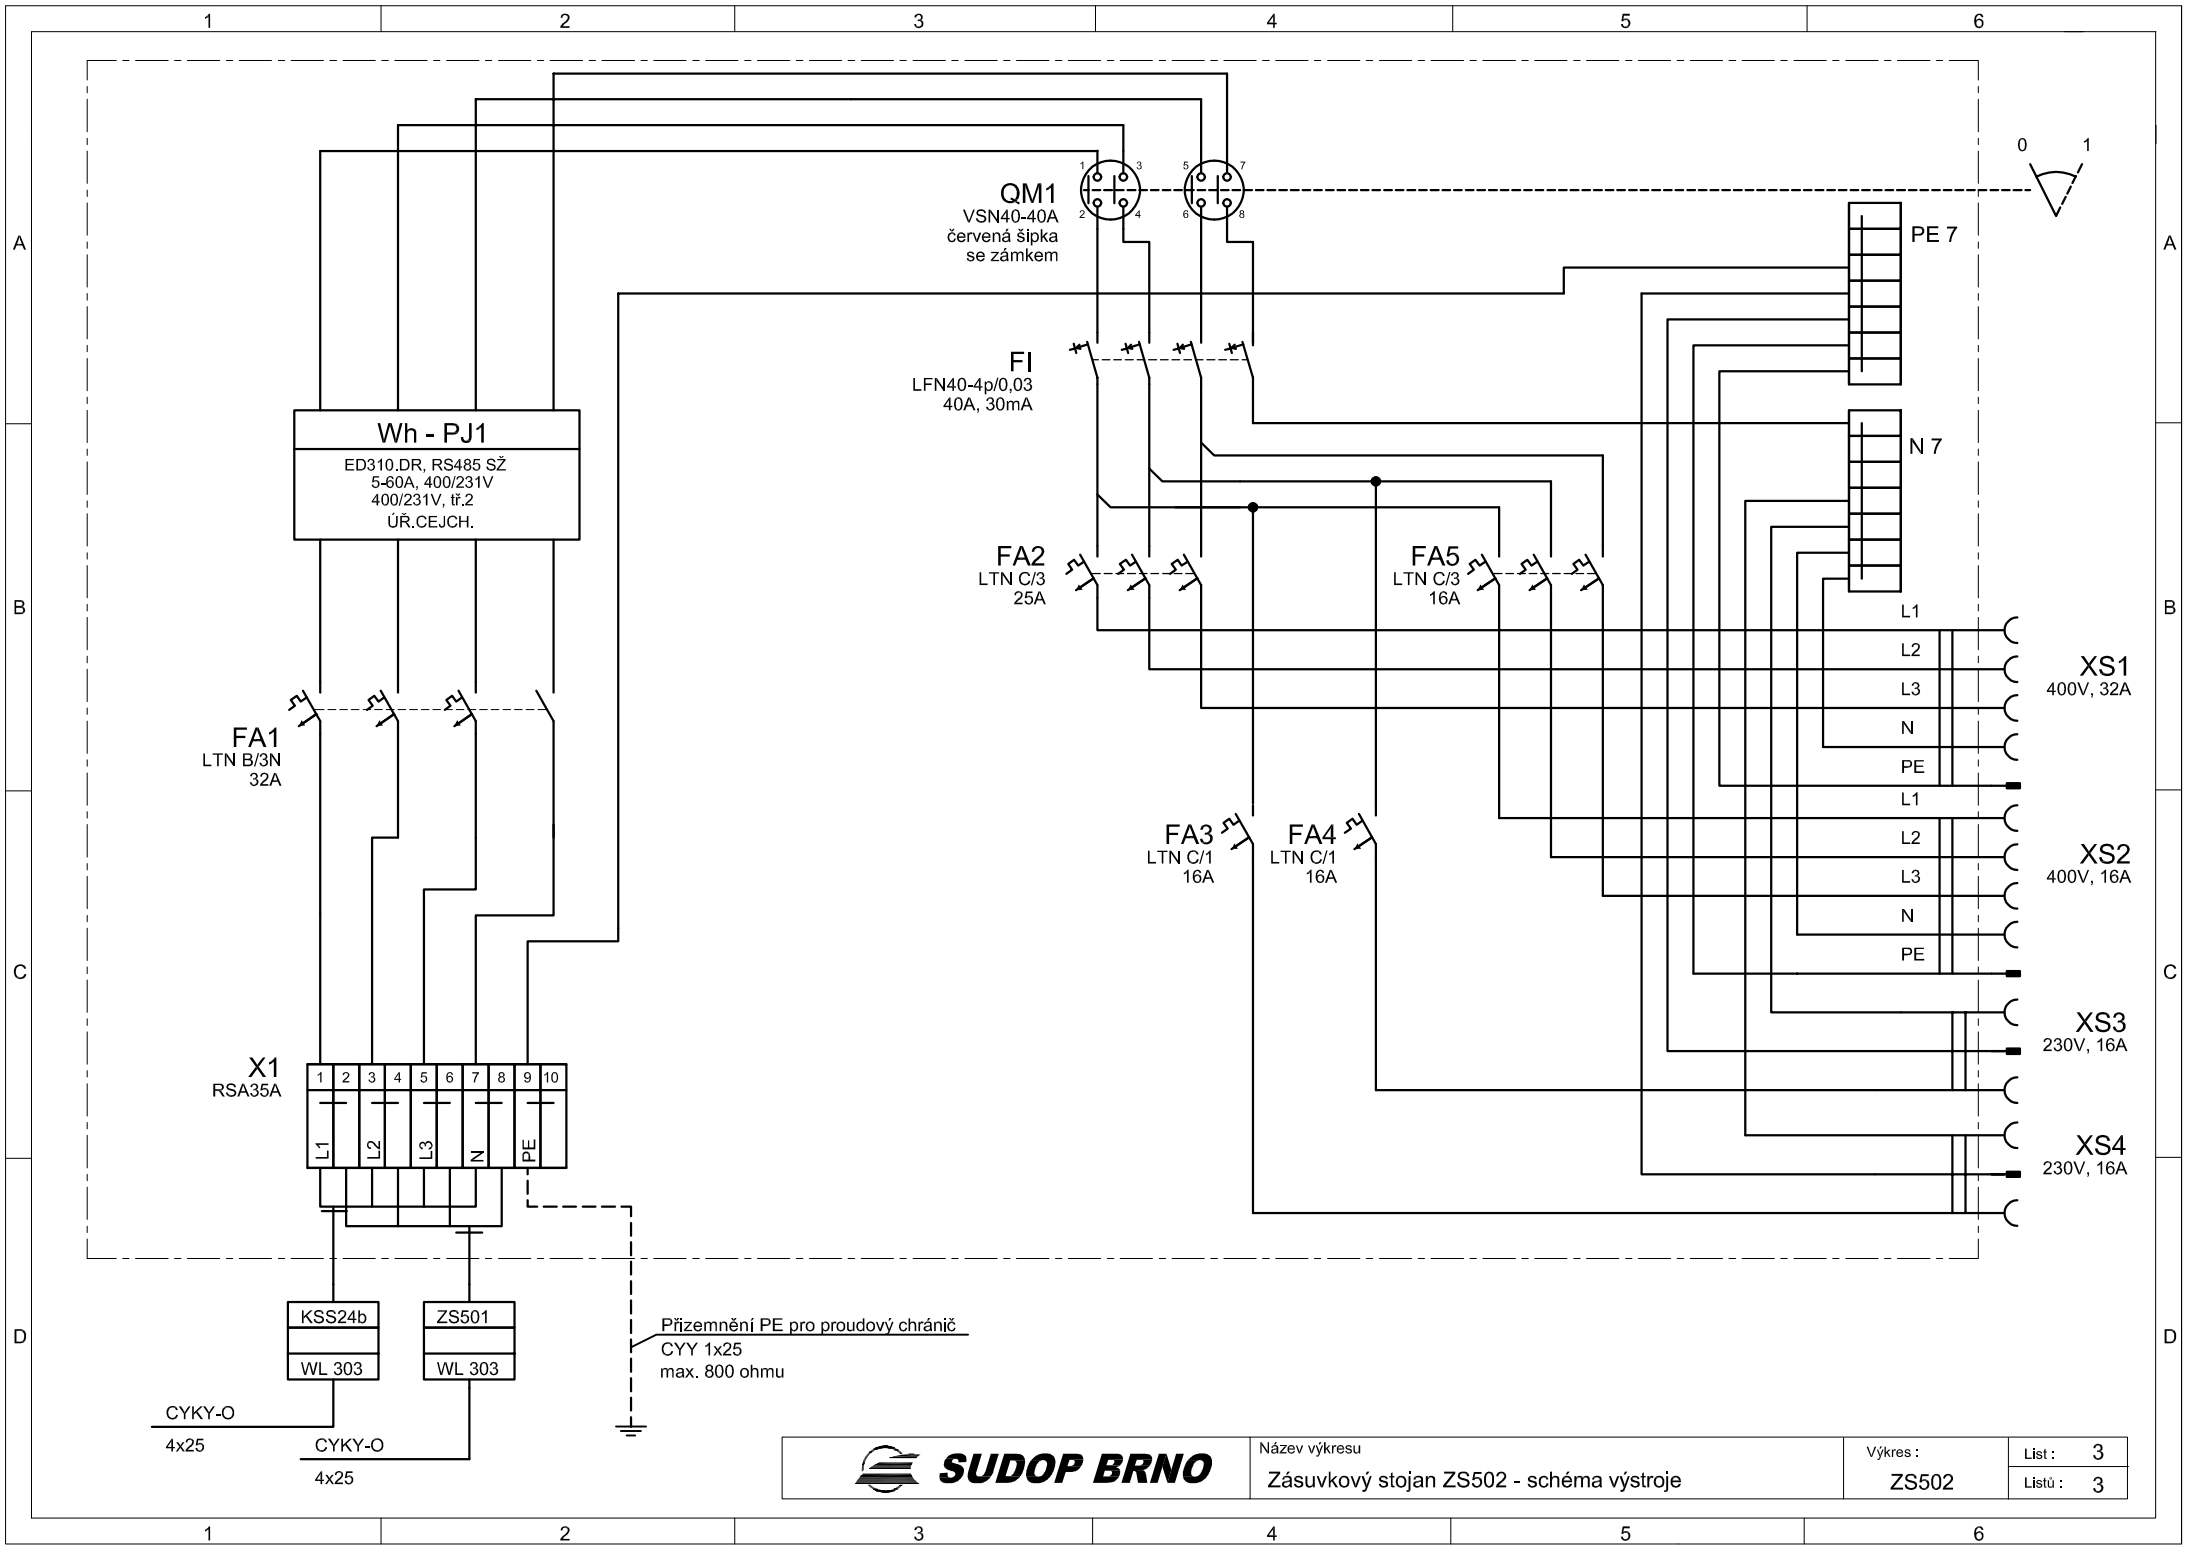 1 2 3 4 5 6
0 1
1 3 5 7
QM1
VSN40-40A
červená šipka
se zámkem
2 4 6 8
A A
PE 7
FI
LFN40-4p/0,03
40A, 30mA
Wh - PJ1
ED310.DR, RS485 SŽ
5-60A, 400/231V
400/231V, tř.2
ÚŘ.CEJCH.
N 7
FA2
LTN C/3
25A
FA5
LTN C/3
16A
B B
L1
L2
L3
N
PE
XS1
400V, 32A
FA1
LTN B/3N
32A
L1
L2
L3
N
PE
XS2
400V, 16A
FA3
LTN C/1
16A
FA4
LTN C/1
16A
C C
XS3
230V, 16A
X1
RSA35A
1 2 3 4 5 6 7 8 9 10
L1 L2 L3 N PE
XS4
230V, 16A
KSS24b
WL 303
ZS501
WL 303
D D
Přizemnění PE pro proudový chránič
CYY 1x25
max. 800 ohmu
CYKY-O
4x25
CYKY-O
4x25
SUDOP BRNO
Název výkresu
Zásuvkový stojan ZS502 - schéma výstroje
Výkres :
ZS502
List : 3
Listů : 3
1 2 3 4 5 6